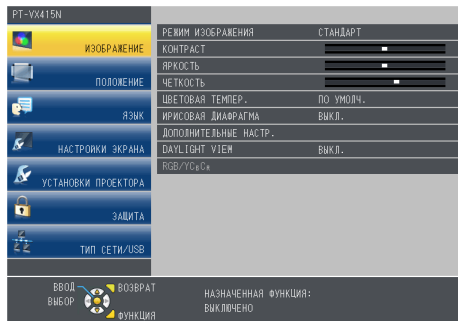 PT-VX415N
ИЗОБРАЖЕНИЕ
ПОЛОЖЕНИЕ
ЯЗЫК
НАСТРОЙКИ ЭКРАНА
УСТАНОВКИ ПРОЕКТОРА
ЗАЩИТА
ТИП СЕТИ/USB
РЕЖИМ ИЗОБРАЖЕНИЯ СТАНДАРТ
КОНТРАСТ
ЯРКОСТЬ
ЧЕТКОСТЬ
ЦВЕТОВАЯ ТЕМПЕР. ПО УМОЛЧ.
ИРИСОВАЯ ДИАФРАГМА ВЫКЛ.
ДОПОЛНИТЕЛЬНЫЕ НАСТР.
DAYLIGHT VIEW ВЫКЛ.
RGB/YCBCR
ВВОД ВОЗВРАТ
ВЫБОР
ФУНКЦИЯ
НАЗНАЧЕННАЯ ФУНКЦИЯ:
ВЫКЛЮЧЕНО